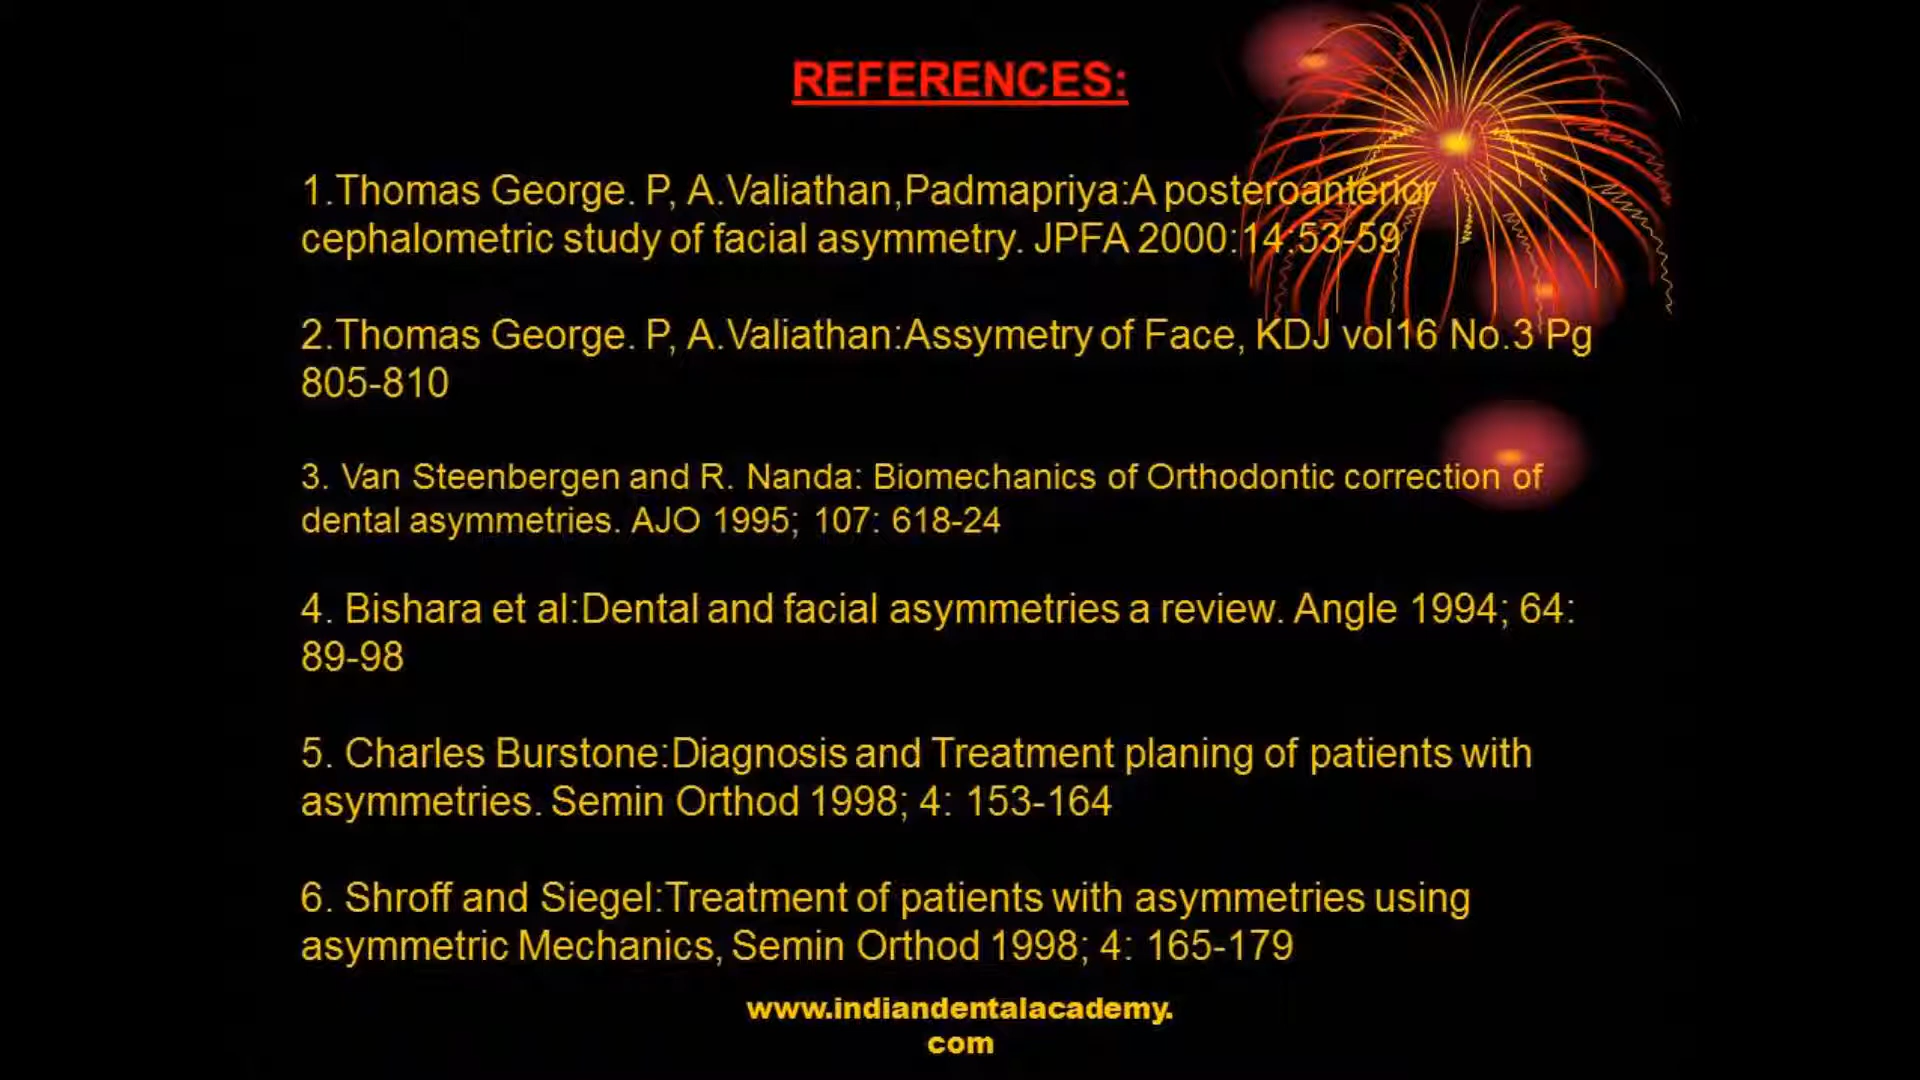 REFERENCES:
1.Thomas George. P, A.Valiathan,Padmapriya:A posteroanterior
cephalometric study of facial asymmetry. JPFA 2000:14:53-59
2.Thomas George. P, A.Valiathan:Assymetry of Face, KDJ vol16 No.3 Pg
805-810
3. Van Steenbergen and R. Nanda: Biomechanics of Orthodontic correction of
dental asymmetries. AJO 1995; 107: 618-24
4. Bishara et al:Dental and facial asymmetries a review. Angle 1994; 64:
89-98
5. Charles Burstone:Diagnosis and Treatment planing of patients with
asymmetries. Semin Orthod 1998; 4: 153-164
6. Shroff and Siegel:Treatment of patients with asymmetries using
asymmetric Mechanics, Semin Orthod 1998; 4: 165-179
www.indiandentalacademy.
com